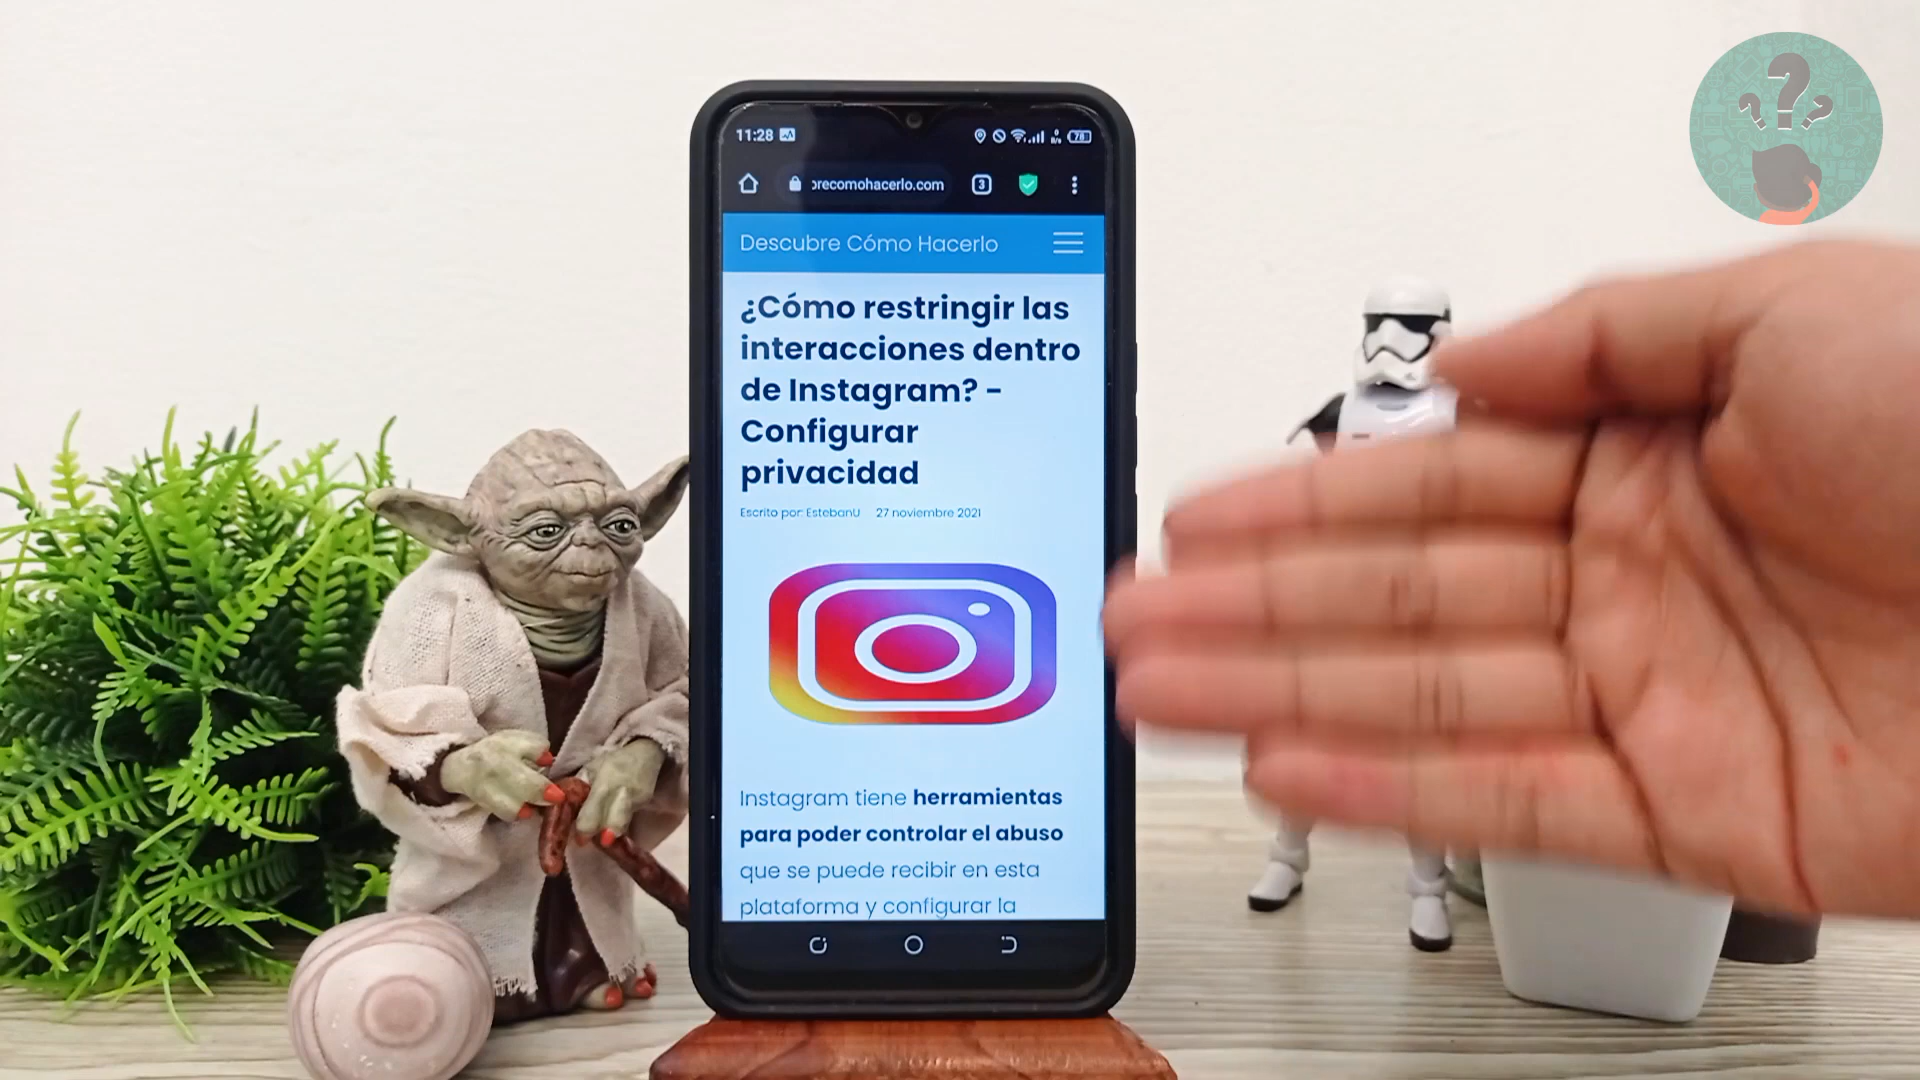 11:28
78
precomohacerlo.com
3
Descubre Cómo Hacerlo
¿Cómo restringir las
interacciones dentro
de Instagram? -
Configurar
privacidad
Escrito por: EstebanU 27 noviembre 2021
Instagram tiene herramientas
para poder controlar el abuso
que se puede recibir en esta
plataforma y configurar la